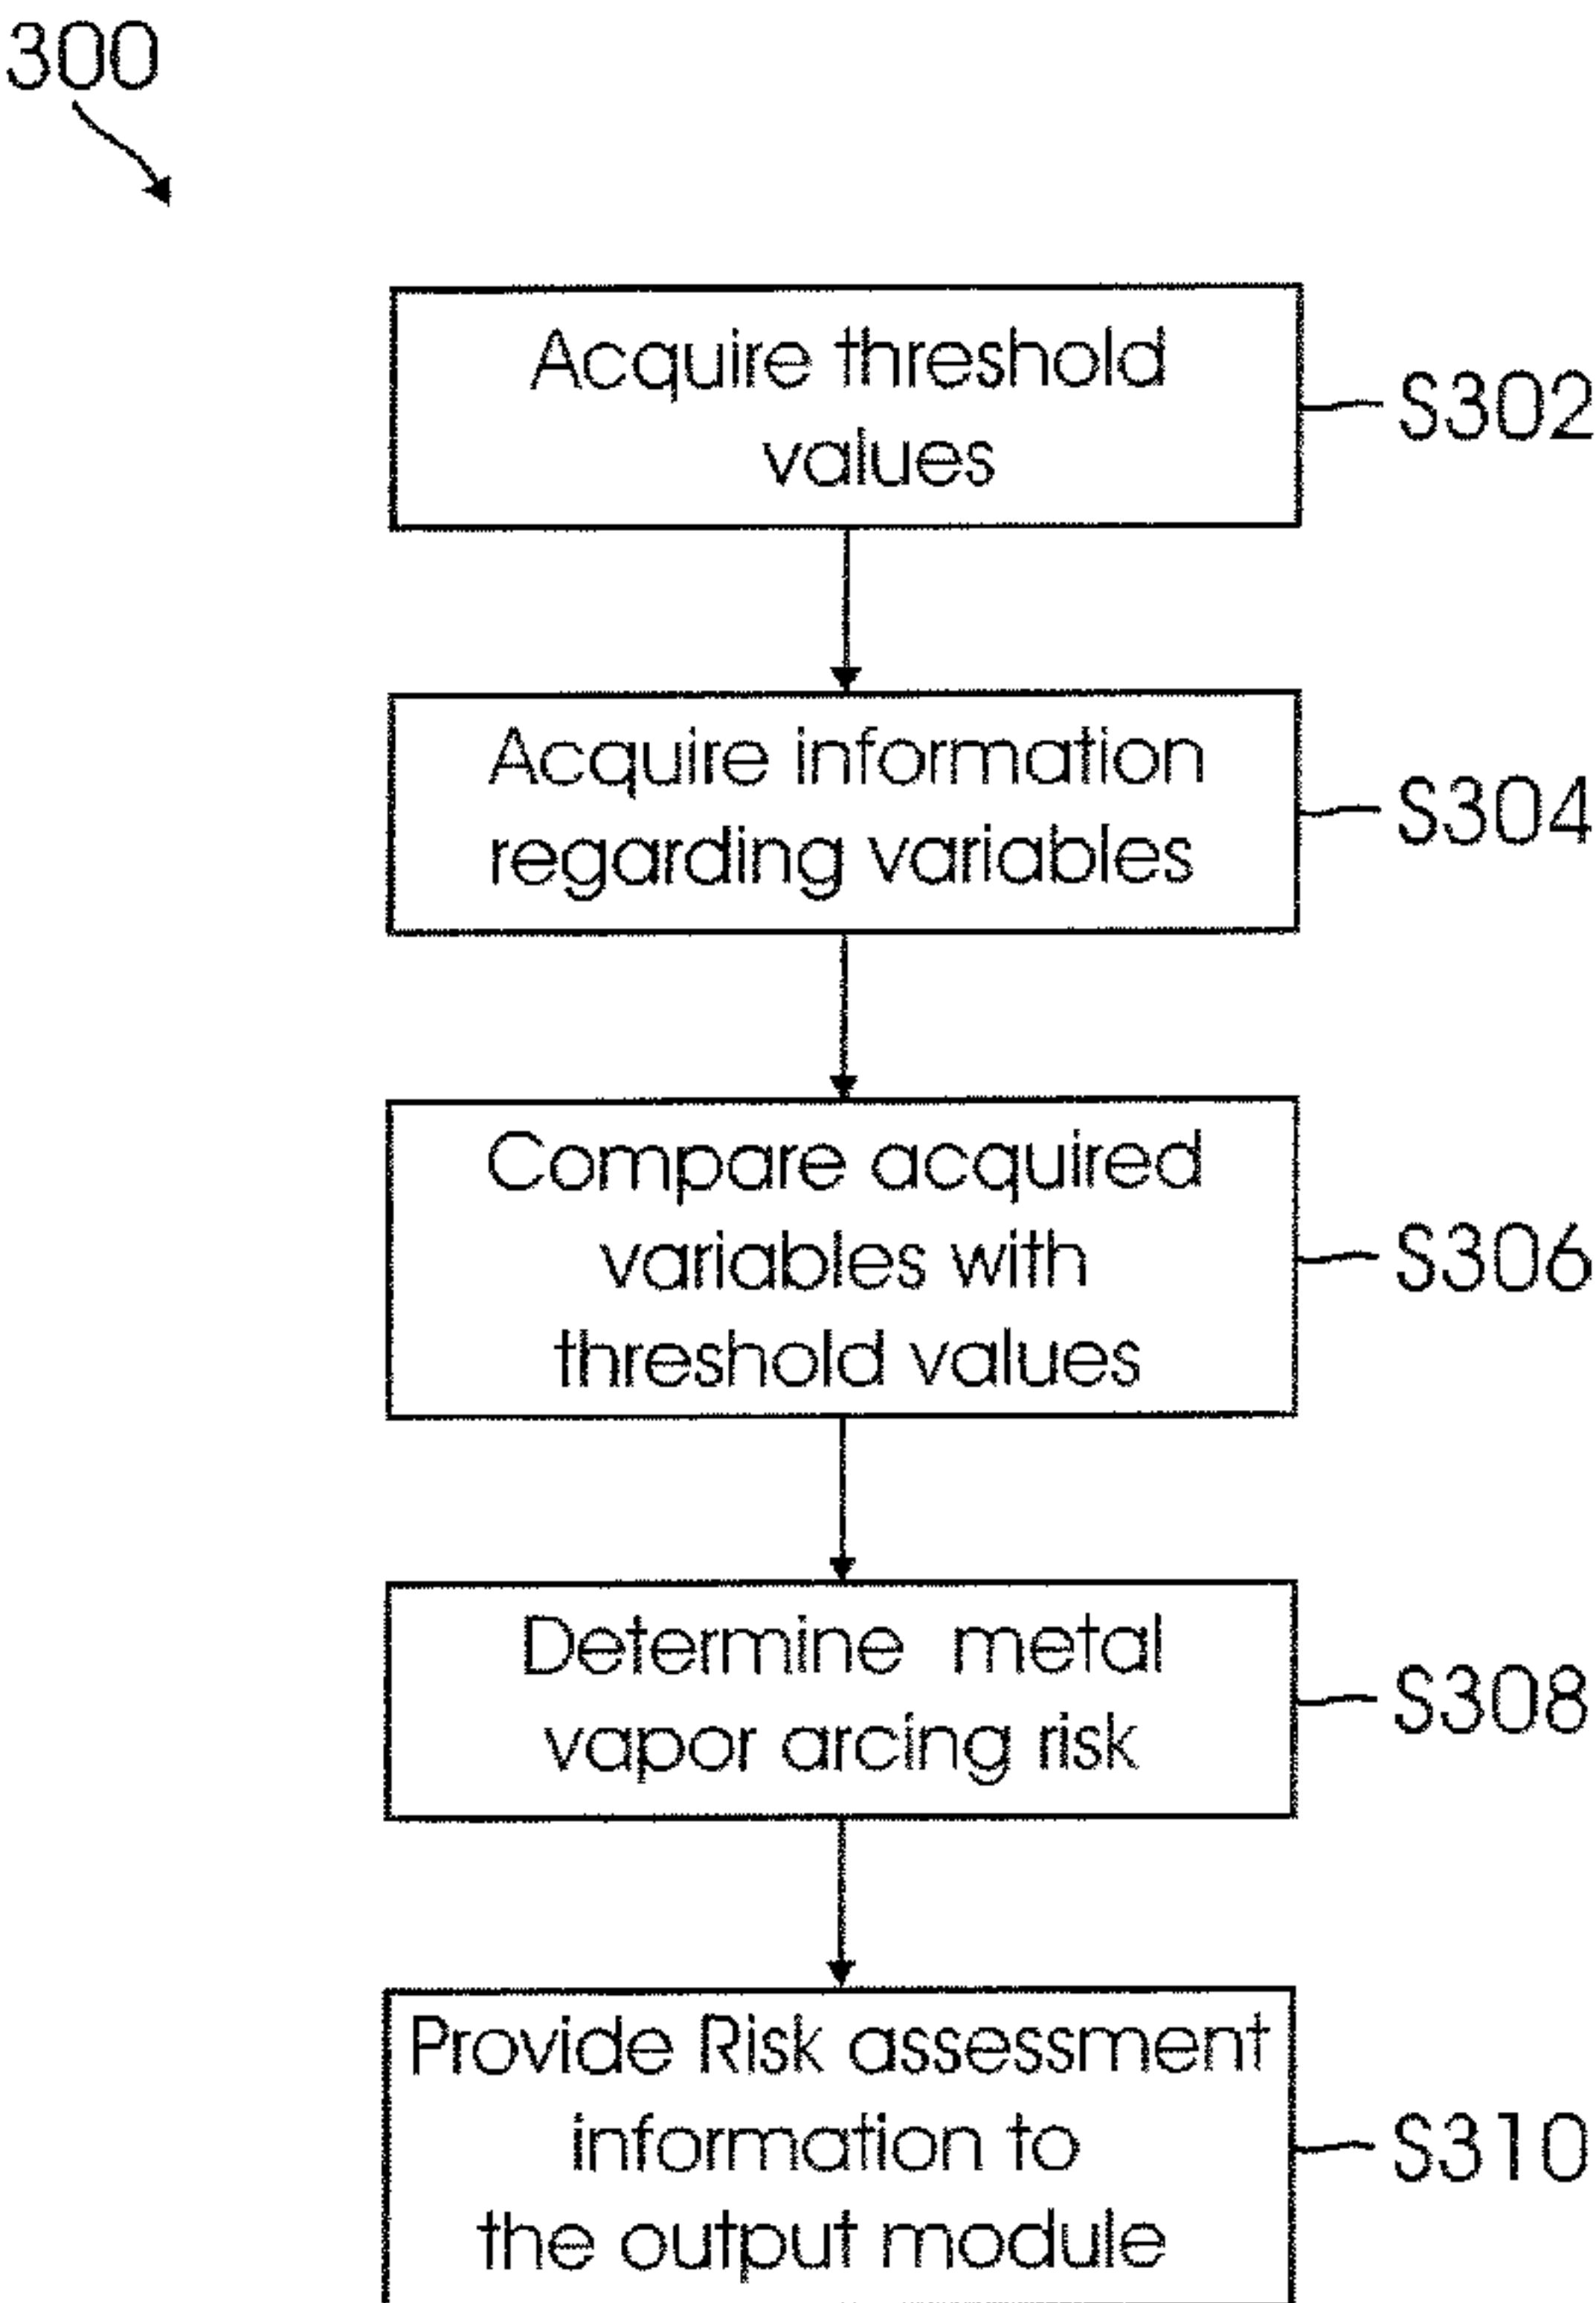 300
Acquire threshold
values
S302
Acquire information
regarding variables
S304
Compare acquired
variables with
threshold values
S306
Determine metal
vapor arcing risk
S308
Provide Risk assessment
information to
the output module
S310